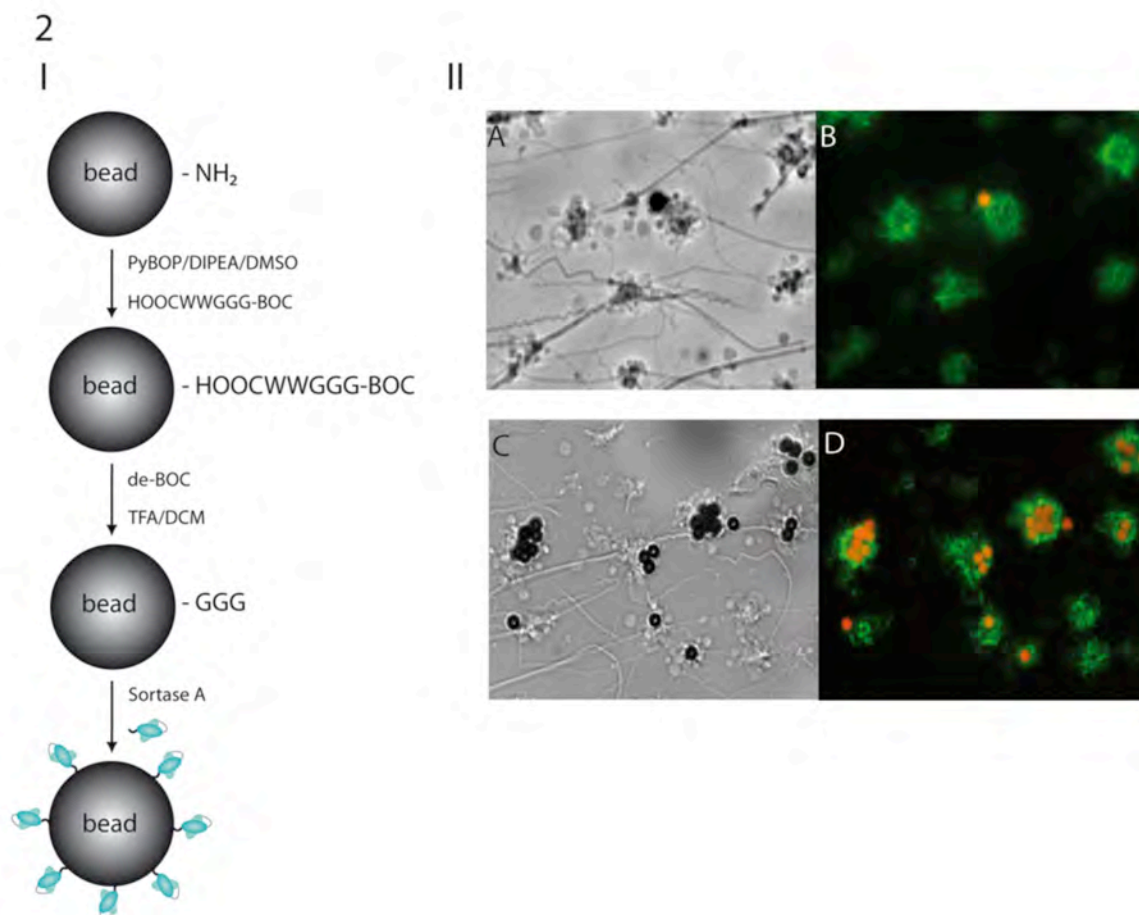 2
I
II
bead
- NH₂
PyBOP/DIPEA/DMSO
HOOCWWGGG-BOC
bead
- HOOCWWGGG-BOC
de-BOC
TFA/DCM
bead
- GGG
Sortase A
bead
A
B
C
D